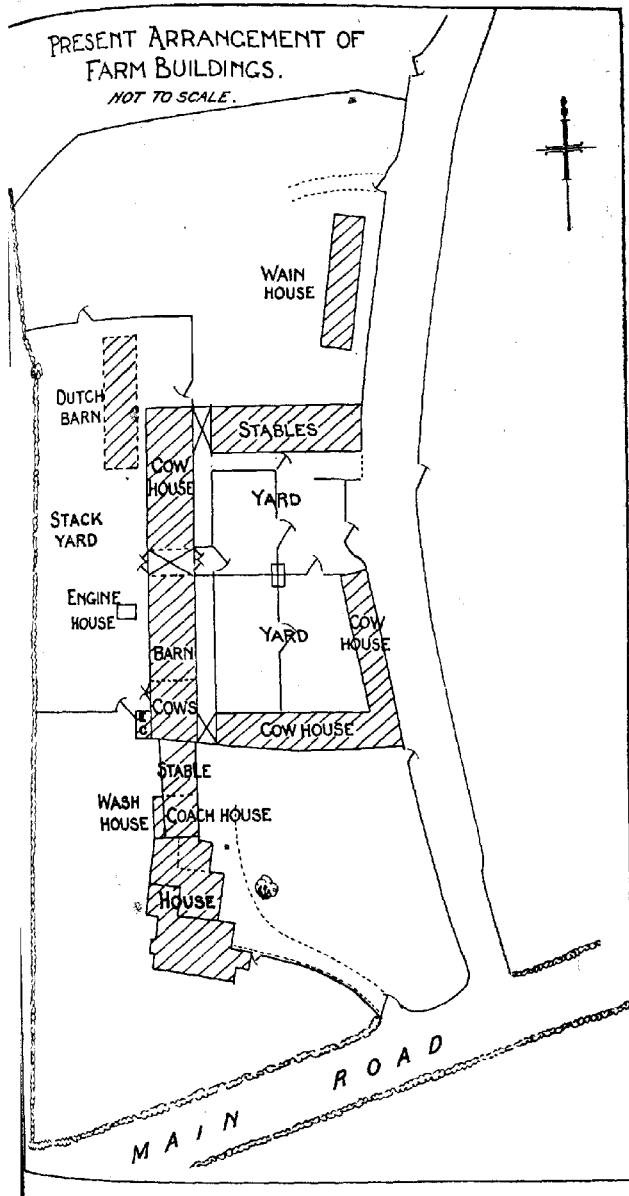 PRESENT ARRANGEMENT OF
FARM BUILDINGS.
NOT TO SCALE.
WAIN
HOUSE
DUTCH
BARN
STABLES
COW
HOUSE
YARD
STACK
YARD
ENGINE
HOUSE
COW
HOUSE
YARD
BARN
COWS
COW HOUSE
STABLE
WASH
HOUSE
COACH HOUSE
HOUSE
MAIN ROAD